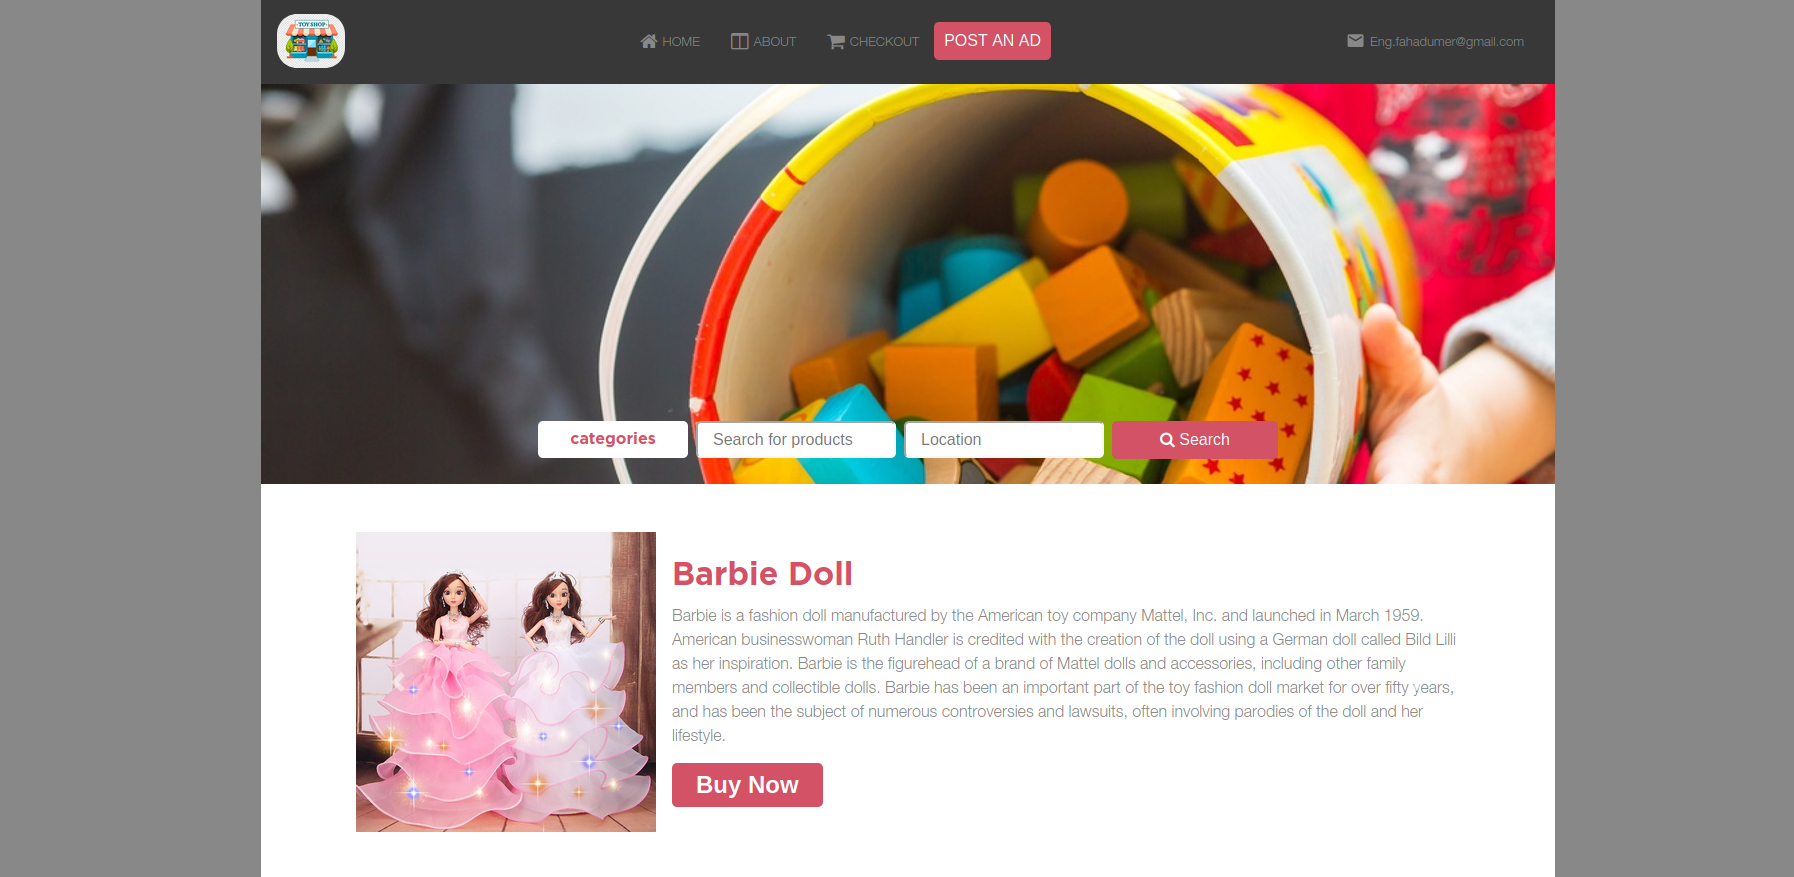 TOY SHOP
HOME
ABOUT
CHECKOUT
POST AN AD
Eng.fahadumer@gmail.com
categories
Search for products
Location
Search
Barbie Doll
Barbie is a fashion doll manufactured by the American toy company Mattel, Inc. and launched in March 1959.
American businesswoman Ruth Handler is credited with the creation of the doll using a German doll called Bild Lilli
as her inspiration. Barbie is the figurehead of a brand of Mattel dolls and accessories, including other family
members and collectible dolls. Barbie has been an important part of the toy fashion doll market for over fifty years,
and has been the subject of numerous controversies and lawsuits, often involving parodies of the doll and her
lifestyle.
Buy Now